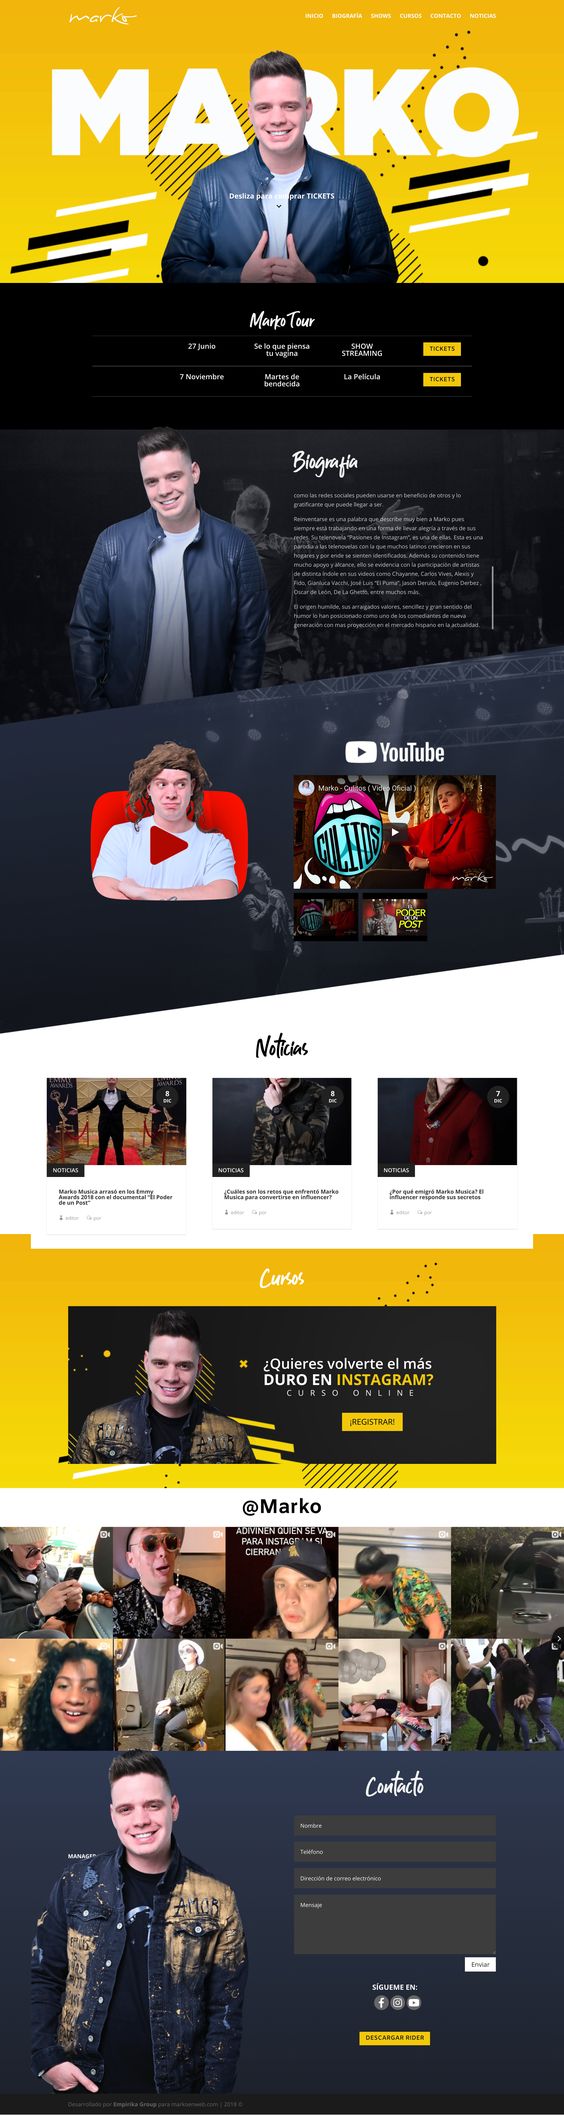 marko
INICIO BIOGRAFÍA SHOWS CURSOS CONTACTO NOTICIAS
MARKO
Desliza para comprar TICKETS
Marko Tour
27 Junio
Se lo que piensa
tu vagina
SHOW
STREAMING
TICKETS
7 Noviembre
Martes de
bendecida
La Película
TICKETS
Biografia
como las redes sociales pueden usarse en beneficio de otros y lo
gratificante que puede llegar a ser.
Reinventarse es una palabra que describe muy bien a Marko pues
siempre está trabajando en una forma de llevar alegría a través de sus
redes. Su telenovela "Pasiones de Instagram", es una de ellas. Esta es una
parodia a las telenovelas con la que muchos latinos crecieron en sus
hogares y por ende se sienten identificados. Además su contenido tiene
mucho apoyo y alcance, ello se evidencia con la participación de artistas
de distinta índole en sus videos como Chayanne, Carlos Vives, Alexis y
Fido, Gianluca Vacchi, José Luis "El Puma", Jason Derulo, Eugenio Derbez,
Oscar de León, De La Ghetto, entre muchos más.
El origen humilde, sus arraigados valores, sencillez y gran sentido del
humor lo han posicionado como uno de los comediantes de nueva
generación con mas proyección en el mercado hispano en la actualidad.
YouTube
Marko - Culitos ( Video Oficial )
CULITOS
marko
EL
PODER
DE UN
POST
Noticias
EMMY
AWARDS
8
DIC
NOTICIAS
Marko Musica arrasó en los Emmy
Awards 2018 con el documental "El Poder
de un Post"
editor por
8
DIC
NOTICIAS
¿Cuáles son los retos que enfrentó Marko
Musica para convertirse en influencer?
editor por
7
DIC
NOTICIAS
¿Por qué emigró Marko Musica? El
influencer responde sus secretos
editor por
Cursos
¿Quieres volverte el más
DURO EN INSTAGRAM?
CURSO ONLINE
¡REGISTRAR!
@Marko
ADIVINEN QUIEN SE VA
PARA INSTAGRAM SI
CIERRAN
Contacto
MANAGER
AMOR
Nombre
Teléfono
Dirección de correo electrónico
Mensaje
Enviar
SÍGUEME EN:
DESCARGAR RIDER
Desarrollado por Empirika Group para markoenweb.com | 2019 ©